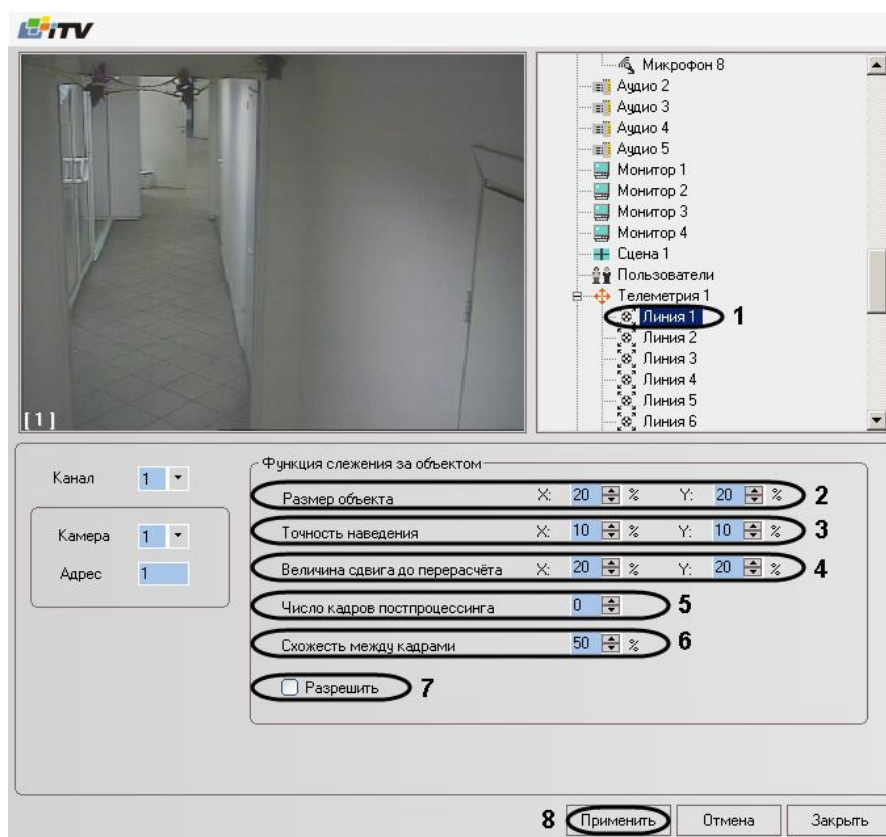 iTV
Микрофон 8
Аудио 2
Аудио 3
Аудио 4
Аудио 5
Монитор 1
Монитор 2
Монитор 3
Монитор 4
Сцена 1
Пользователи
Телеметрия 1
Линия 1 1
Линия 2
Линия 3
Линия 4
Линия 5
Линия 6
[1]
Канал 1
Камера 1
Адрес 1
Функция слежения за объектом
Размер объекта X: 20 % Y: 20 % 2
Точность наведения X: 10 % Y: 10 % 3
Величина сдвига до перерасчёта X: 20 % Y: 20 % 4
Число кадров постпроцессинга 0 5
Схожесть между кадрами 50 % 6
Разрешить 7
8 Применить Отмена Закрыть